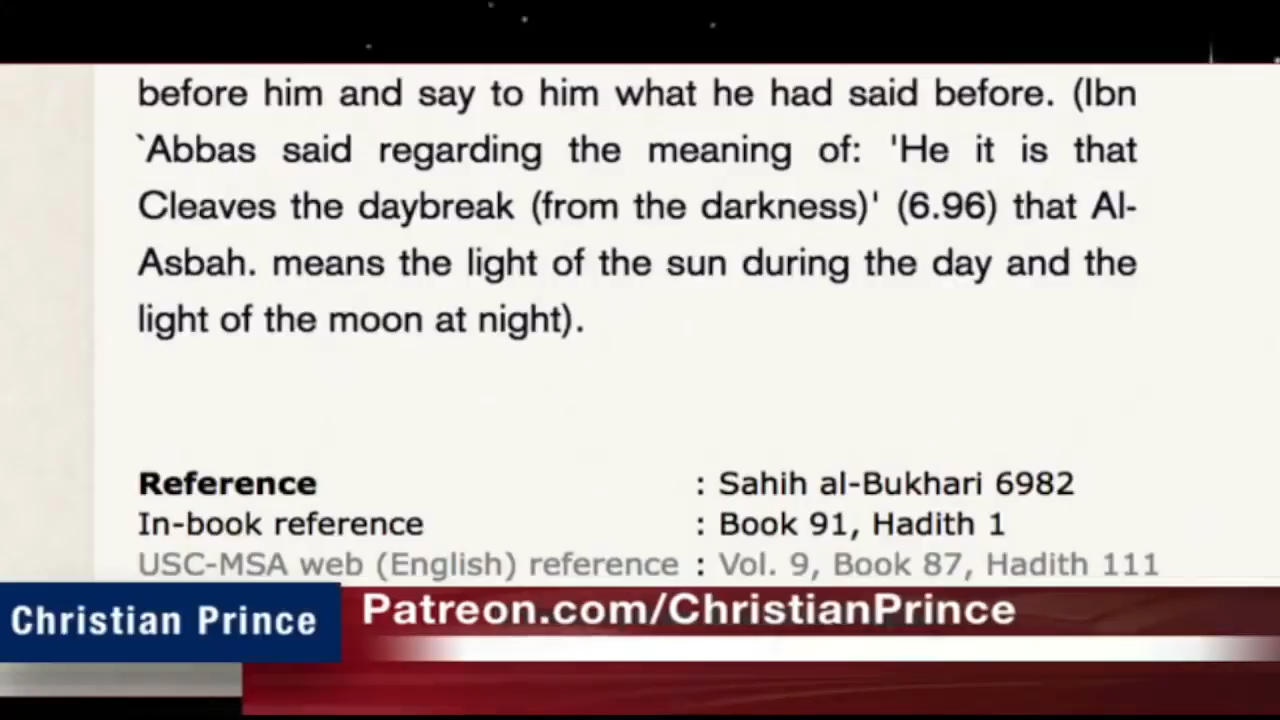 before him and say to him what he had said before. (Ibn
`Abbas said regarding the meaning of: 'He it is that
Cleaves the daybreak (from the darkness)' (6.96) that Al-
Asbah. means the light of the sun during the day and the
light of the moon at night).
Reference : Sahih al-Bukhari 6982
In-book reference : Book 91, Hadith 1
USC-MSA web (English) reference : Vol. 9, Book 87, Hadith 111
Christian Prince
Patreon.com/ChristianPrince